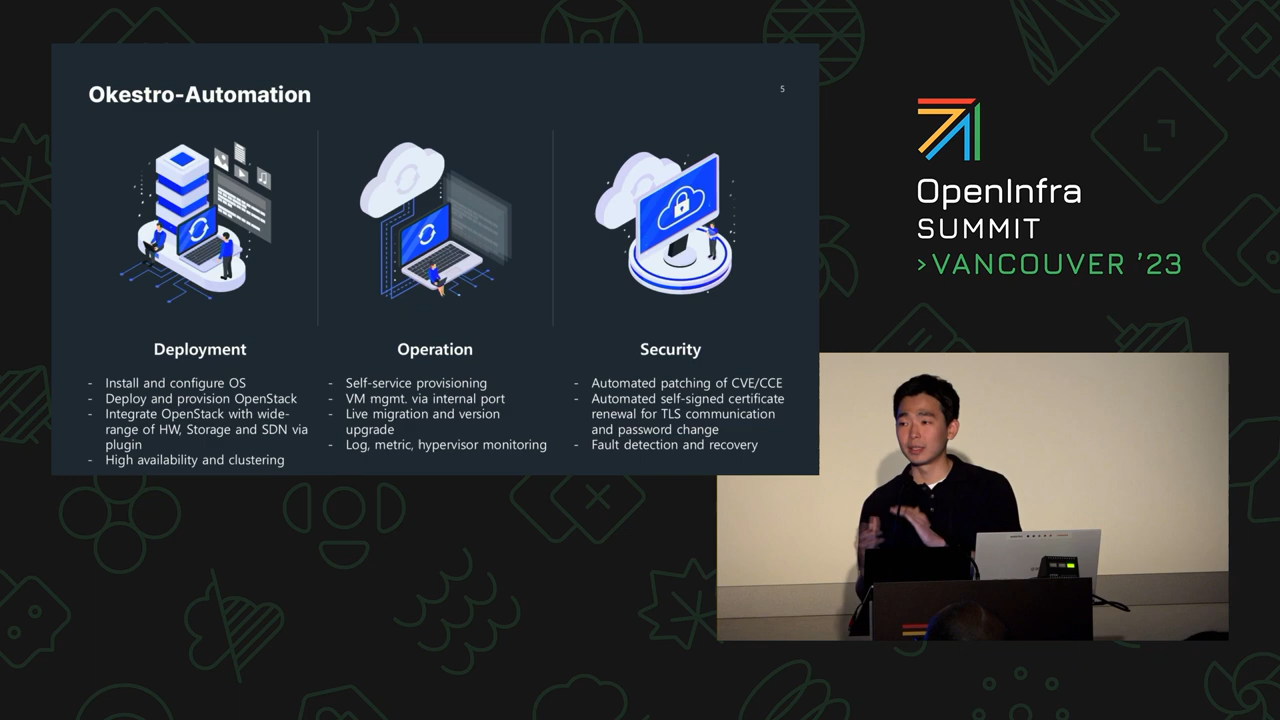 Okestro-Automation
5
Deployment
- Install and configure OS
- Deploy and provision OpenStack
- Integrate OpenStack with wide-
range of HW, Storage and SDN via
plugin
- High availability and clustering
Operation
- Self-service provisioning
- VM mgmt. via internal port
- Live migration and version
upgrade
- Log, metric, hypervisor monitoring
Security
- Automated patching of CVE/CCE
- Automated self-signed certificate
renewal for TLS communication
and password change
- Fault detection and recovery
OpenInfra
SUMMIT
>VANCOUVER '23